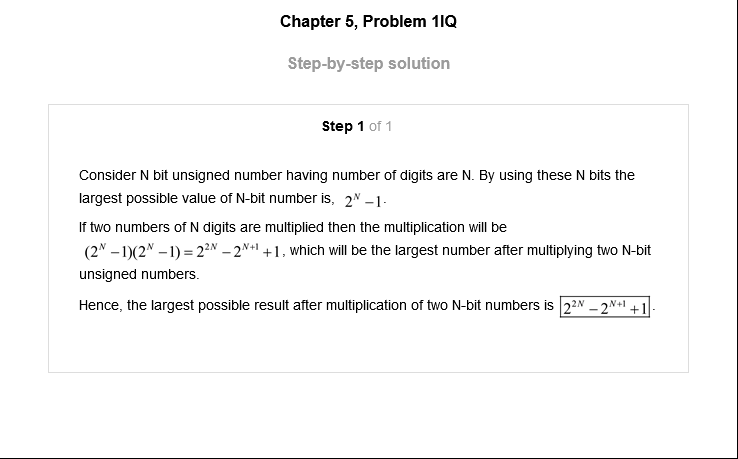 Chapter 5, Problem 1IQ
Step-by-step solution
Step 1 of 1
Consider N bit unsigned number having number of digits are N. By using these N bits the
largest possible value of N-bit number is, 2^N – 1.
If two numbers of N digits are multiplied then the multiplication will be
(2^N – 1)(2^N – 1) = 2^{2N} – 2^{N+1} + 1, which will be the largest number after multiplying two N-bit
unsigned numbers.
Hence, the largest possible result after multiplication of two N-bit numbers is 2^{2N} – 2^{N+1} + 1.